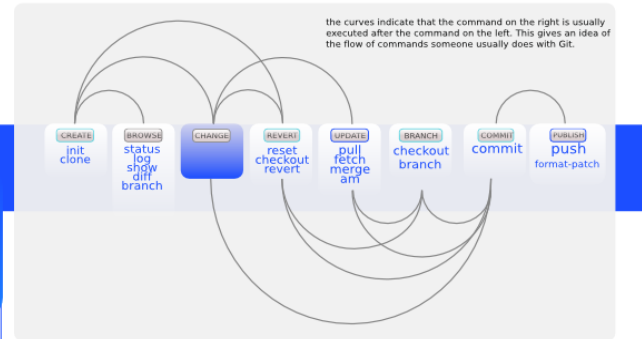 the curves indicate that the command on the right is usually
executed after the command on the left. This gives an idea of
the flow of commands someone usually does with Git.
CREATE
init
clone
BROWSE
status
log
show
diff
branch
CHANGE
REVERT
reset
checkout
revert
UPDATE
pull
fetch
merge
am
BRANCH
checkout
branch
COMMIT
commit
PUBLISH
push
format-patch